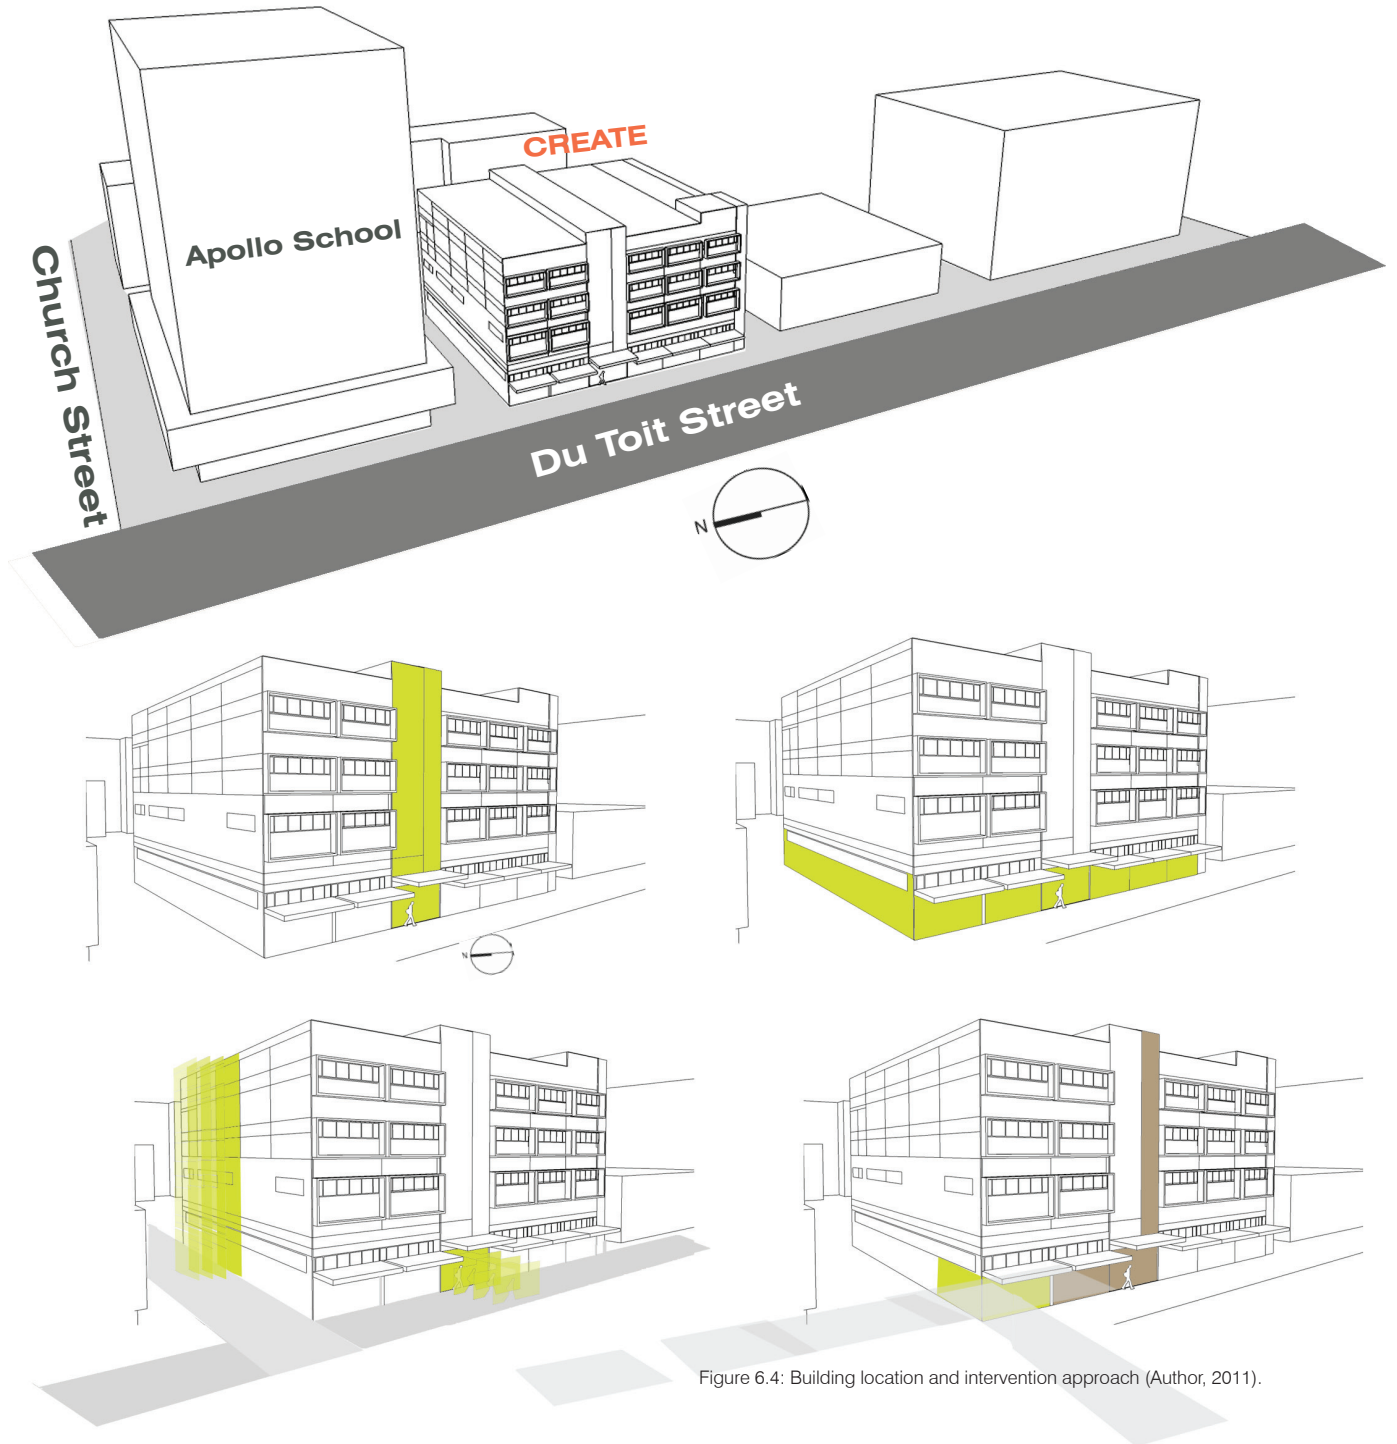 CREATE
Apollo School
Church Street
Du Toit Street
N
N
Figure 6.4: Building location and intervention approach (Author, 2011).